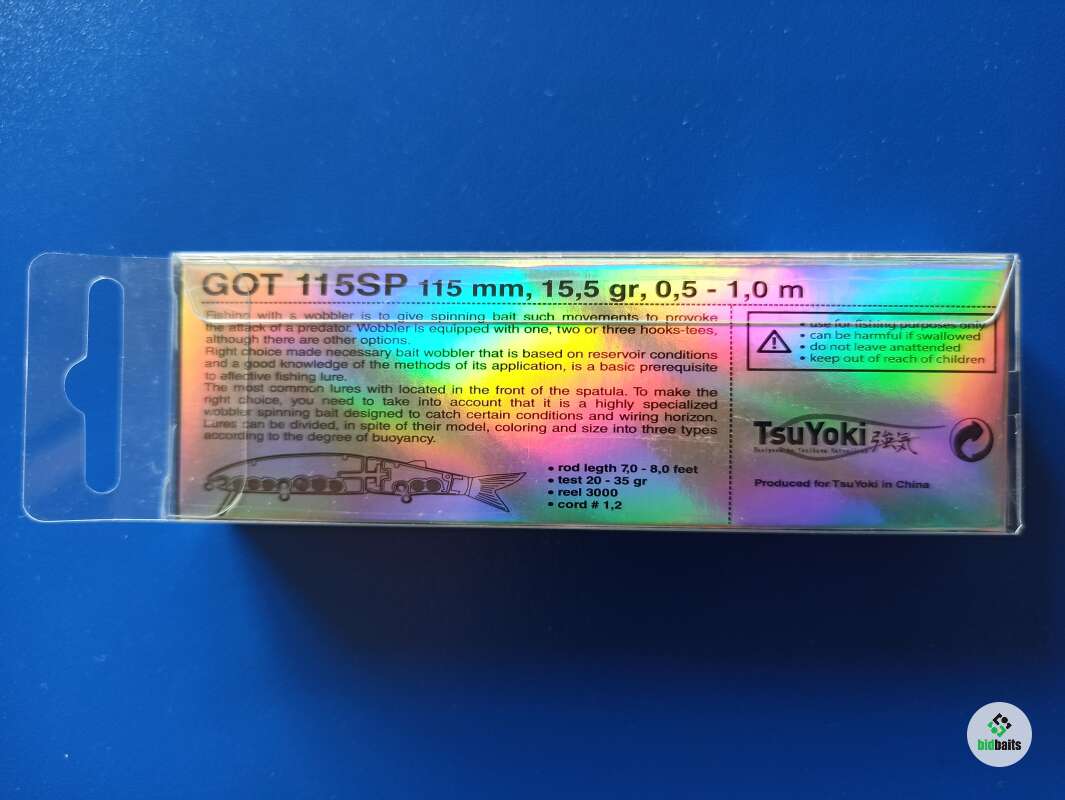 GOT 115SP 115 mm, 15,5 gr, 0,5 - 1,0 m
Fishing with s wobbler is to give spinning bait such movements to provoke
the attack of a predator. Wobbler is equipped with one, two or three hooks-tees,
although there are other options.
Right choice made necessary bait wobbler that is based on reservoir conditions
and a good knowledge of the methods of its application, is a basic prerequisite
to effective fishing lure.
The most common lures with located in the front of the spatula. To make the
right choice, you need to take into account that it is a highly specialized
wobbler spinning bait designed to catch certain conditions and wiring horizon.
Lures can be divided, in spite of their model, coloring and size into three types
according to the degree of buoyancy.
• rod legth 7,0 - 8,0 feet
• test 20 - 35 gr
• reel 3000
• cord # 1,2
• use for fishing purposes only
• can be harmful if swallowed
• do not leave anattended
• keep out of reach of children
TsuYoki 強気
Produced for TsuYoki in China
bidbaits